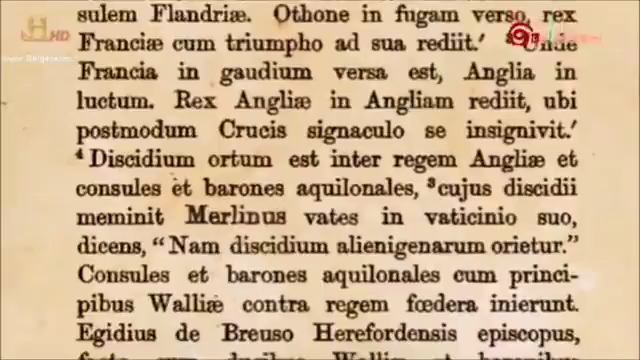 sulem Flandriæ. Othone in fugam verso, rex
HD
Franciæ cum triumpho ad sua rediit.' Unde
Francia in gaudium versa est, Anglia in
luctum. Rex Angliæ in Angliam rediit, ubi
postmodum Crucis signaculo se insignivit.'
⁴ Discidium ortum est inter regem Angliæ et
consules et barones aquilonales, ³cujus discidii
meminit Merlinus vates in vaticinio suo,
dicens, “Nam discidium alienigenarum orietur.”
Consules et barones aquilonales cum princi-
pibus Walliæ contra regem fœdera inierunt.
Egidius de Breuso Herefordensis episcopus,